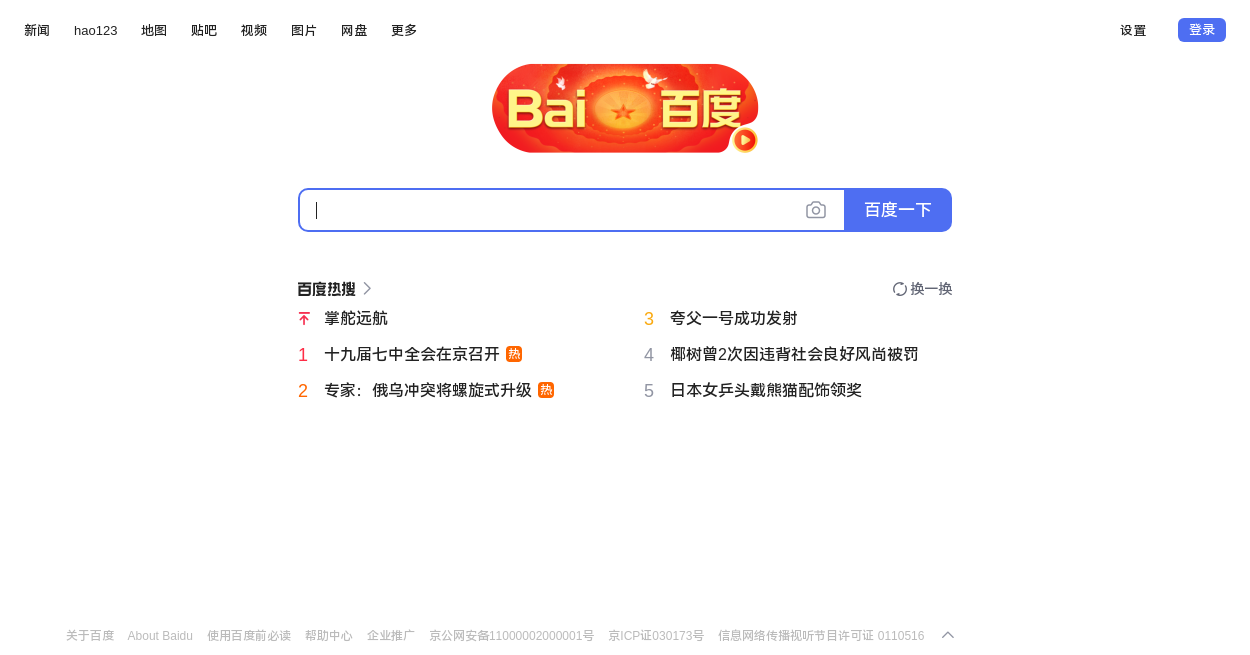 新闻 hao123 地图 贴吧 视频 图片 网盘 更多 设置 登录
Bai 百度
百度一下
百度热搜 换一换
掌舵远航
1 十九届七中全会在京召开 热
2 专家：俄乌冲突将螺旋式升级 热
3 夸父一号成功发射
4 椰树曾2次因违背社会良好风尚被罚
5 日本女乒头戴熊猫配饰领奖
关于百度 About Baidu 使用百度前必读 帮助中心 企业推广 京公网安备11000002000001号 京ICP证030173号 信息网络传播视听节目许可证 0110516